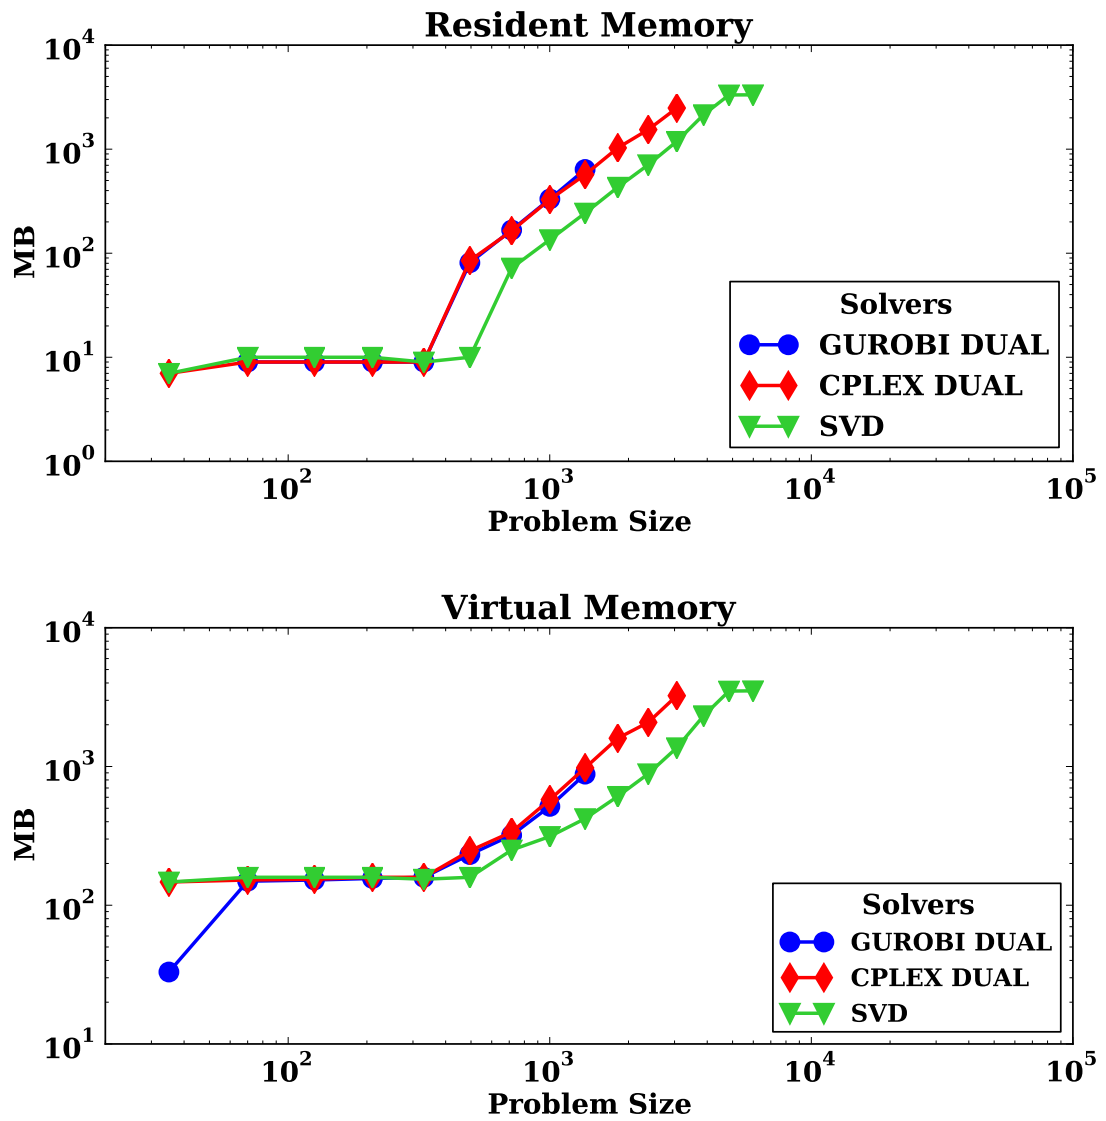 Resident Memory
10^4
10^3
10^2
10^1
10^0
MB
Solvers
GUROBI DUAL
CPLEX DUAL
SVD
10^2 10^3 10^4 10^5
Problem Size
Virtual Memory
10^4
10^3
10^2
10^1
MB
Solvers
GUROBI DUAL
CPLEX DUAL
SVD
10^2 10^3 10^4 10^5
Problem Size